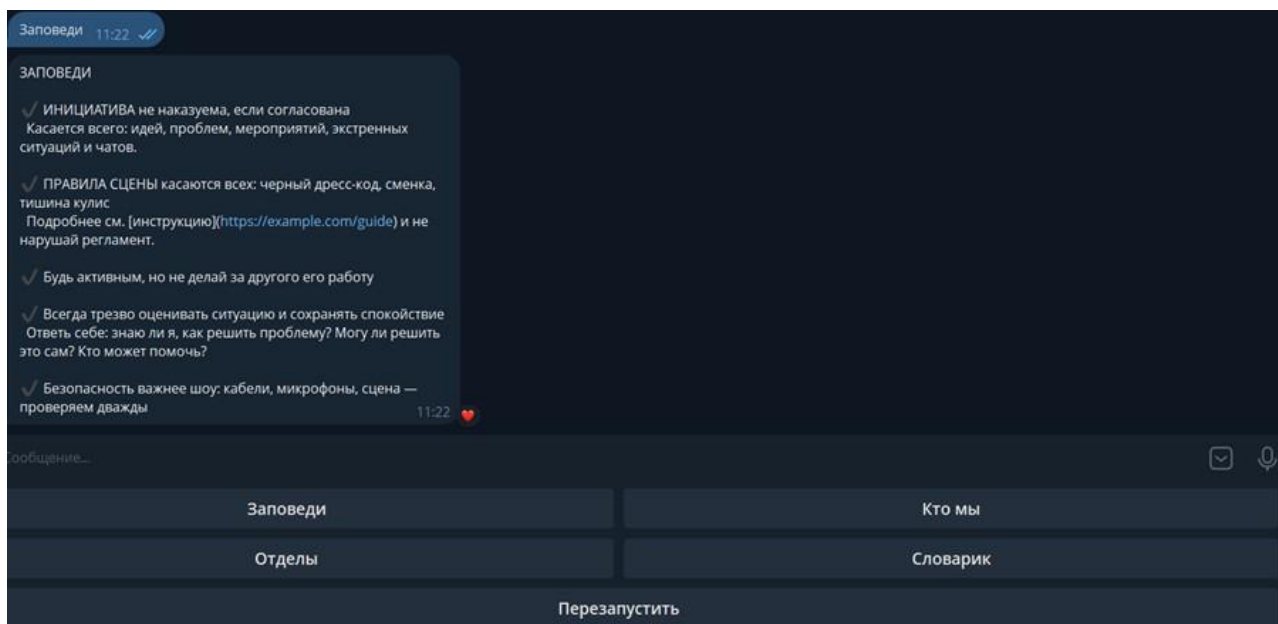 Заповеди 11:22
ЗАПОВЕДИ
✓ ИНИЦИАТИВА не наказуема, если согласована
Касается всего: идей, проблем, мероприятий, экстренных
ситуаций и чатов.
✓ ПРАВИЛА СЦЕНЫ касаются всех: черный дресс-код, сменка,
тишина кулис
Подробнее см. [инструкцию](https://example.com/guide) и не
нарушай регламент.
✓ Будь активным, но не делай за другого его работу
✓ Всегда трезво оценивать ситуацию и сохранять спокойствие
Ответь себе: знаю ли я, как решить проблему? Могу ли решить
это сам? Кто может помочь?
✓ Безопасность важнее шоу: кабели, микрофоны, сцена —
проверяем дважды 11:22
Сообщение...
Заповеди Кто мы
Отделы Словарик
Перезапустить